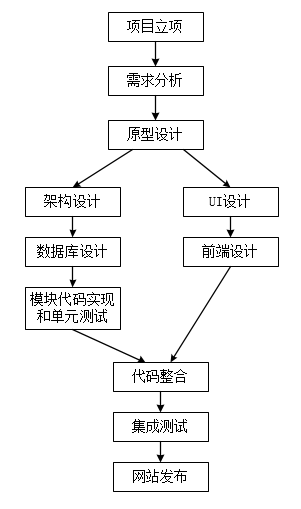 项目立项
需求分析
原型设计
架构设计
UI设计
数据库设计
前端设计
模块代码实现
和单元测试
代码整合
集成测试
网站发布